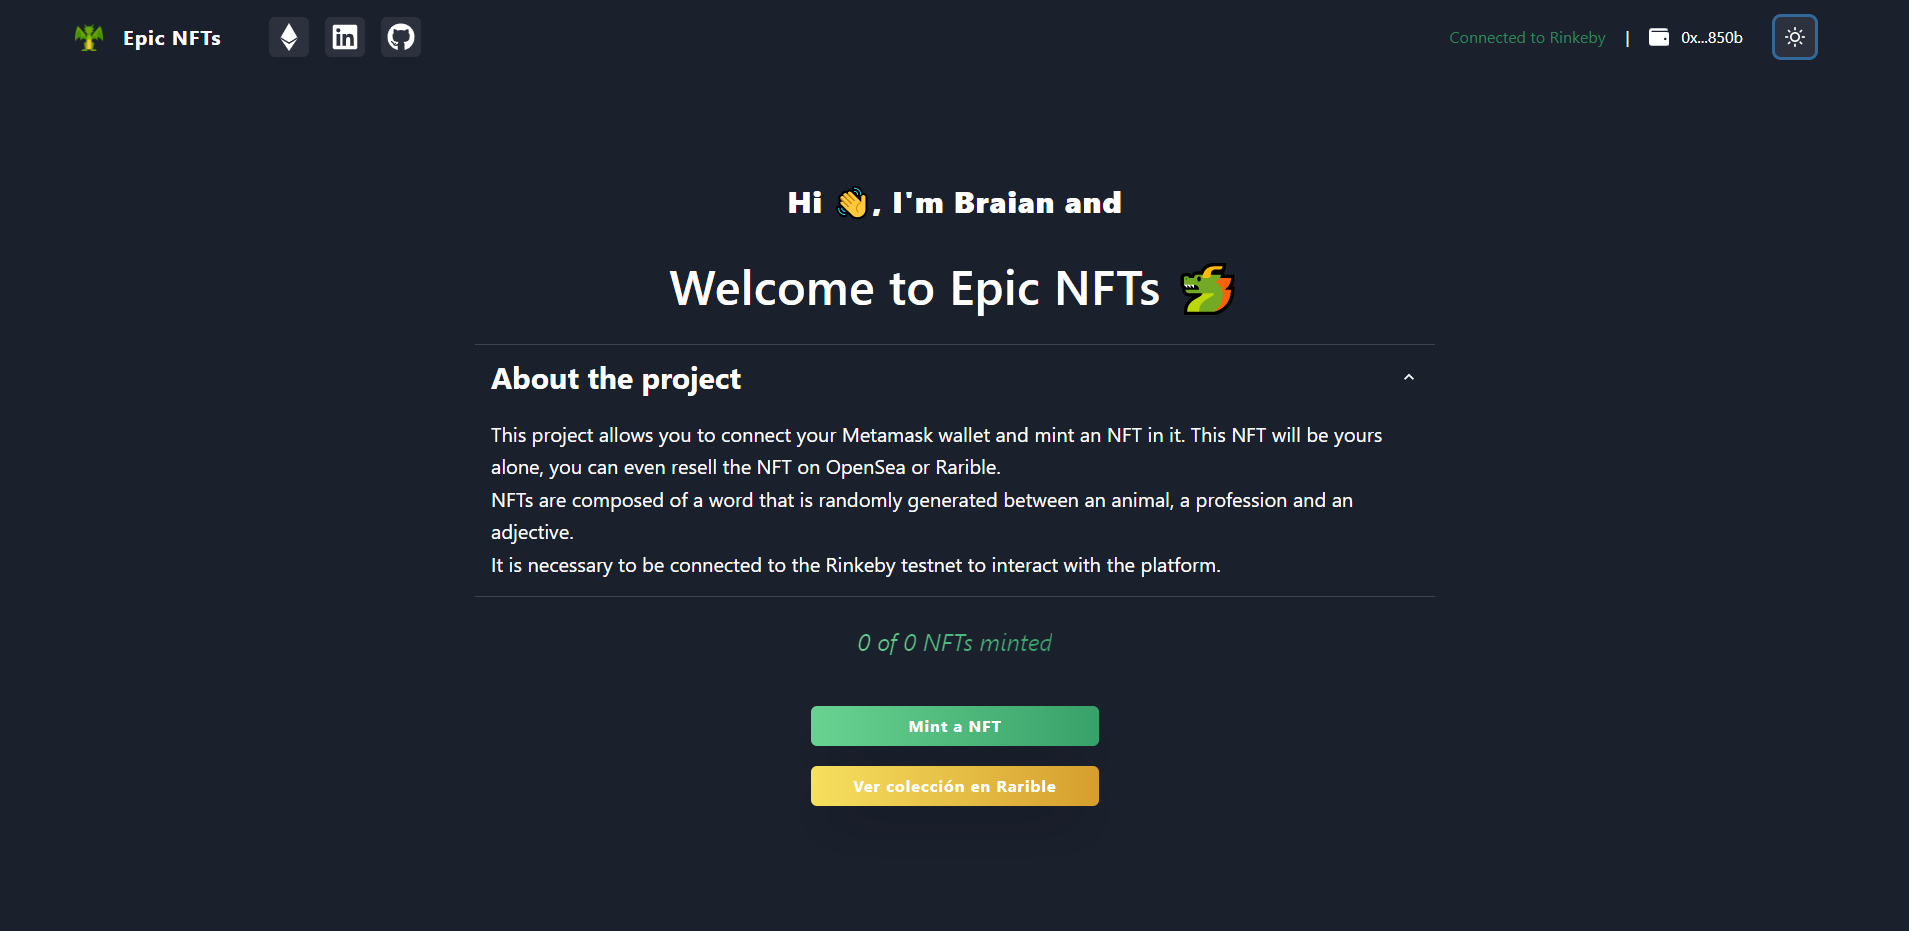 Epic NFTs
Connected to Rinkeby | 0x...850b
Hi 👋, I'm Braian and
Welcome to Epic NFTs 🐲
About the project
This project allows you to connect your Metamask wallet and mint an NFT in it. This NFT will be yours
alone, you can even resell the NFT on OpenSea or Rarible.
NFTs are composed of a word that is randomly generated between an animal, a profession and an
adjective.
It is necessary to be connected to the Rinkeby testnet to interact with the platform.
0 of 0 NFTs minted
Mint a NFT
Ver colección en Rarible